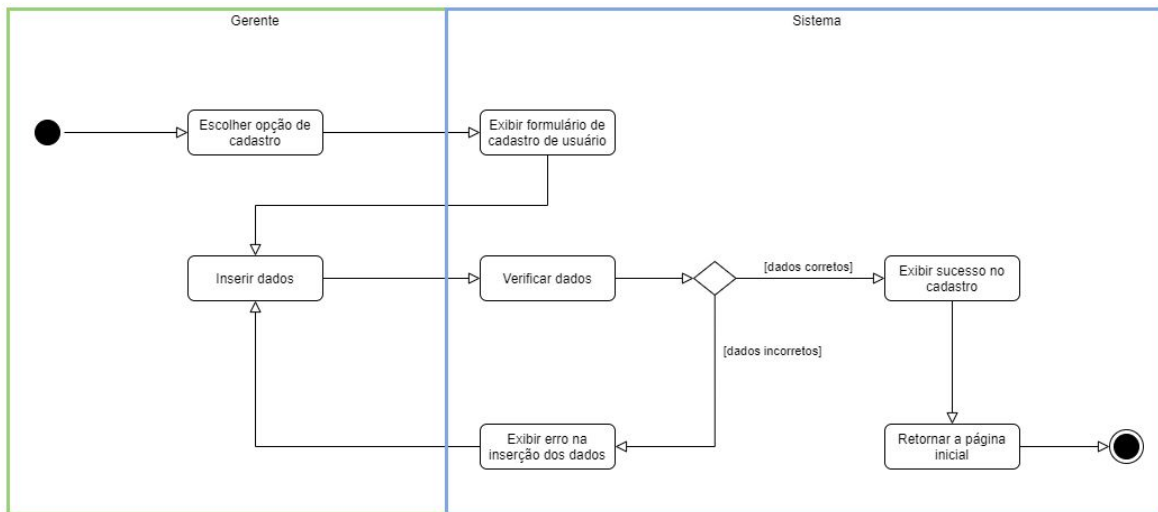 Gerente
Sistema
Escolher opção de
cadastro
Exibir formulário de
cadastro de usuário
Inserir dados
Verificar dados
[dados corretos]
Exibir sucesso no
cadastro
[dados incorretos]
Exibir erro na
inserção dos dados
Retornar a página
inicial